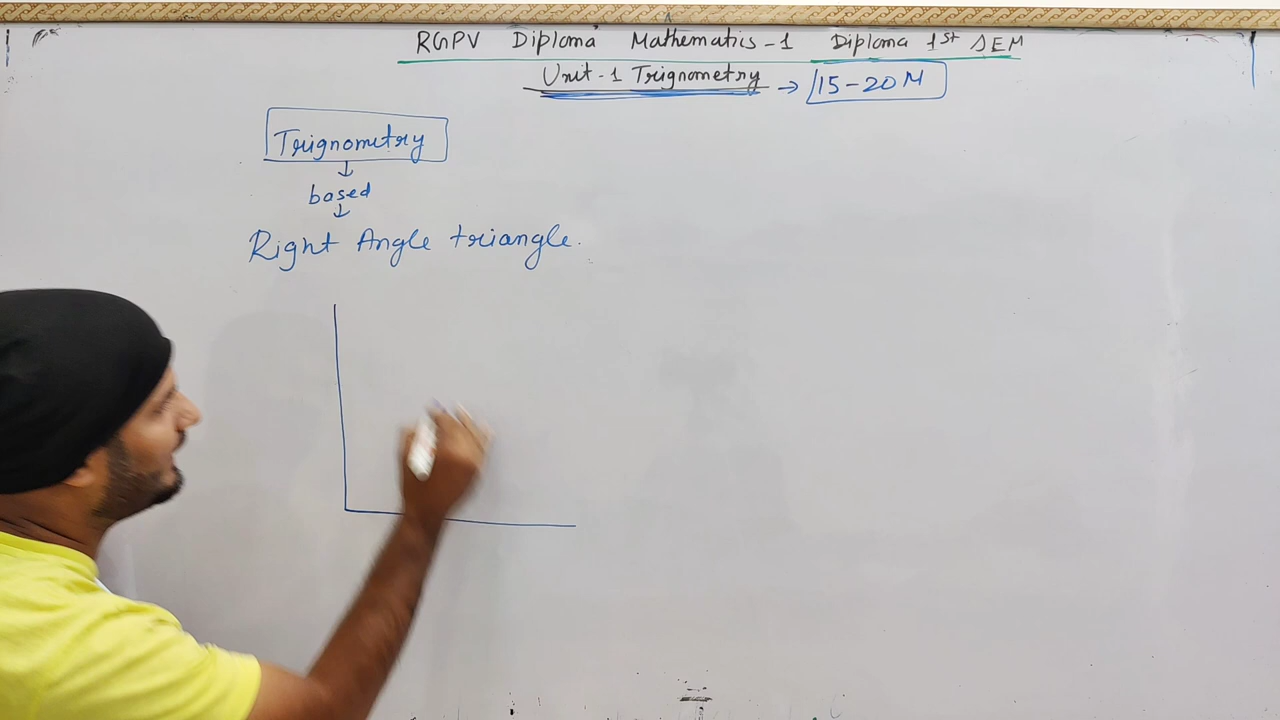 RGPV Diploma Mathematics-1 Diploma 1st SEM
Unit-1 Trignometry → 15-20 M
Trignometry
↓
based
↓
Right Angle triangle.